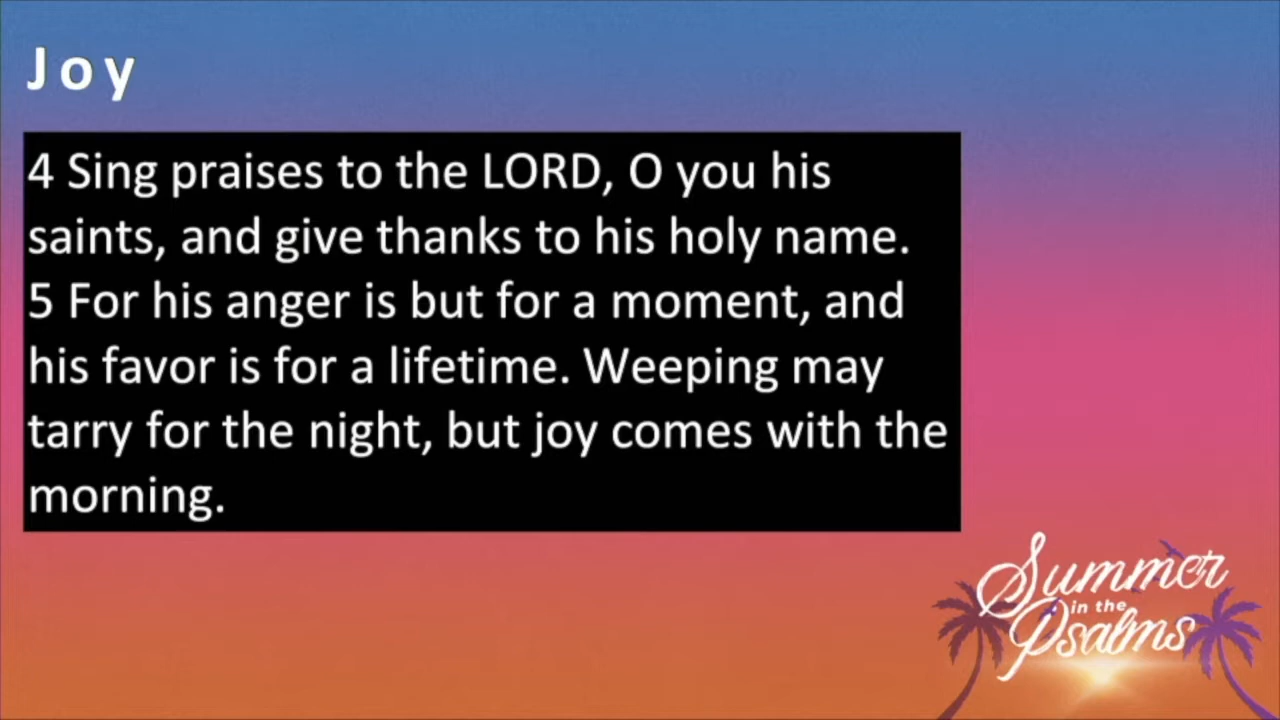 Joy
4 Sing praises to the LORD, O you his
saints, and give thanks to his holy name.
5 For his anger is but for a moment, and
his favor is for a lifetime. Weeping may
tarry for the night, but joy comes with the
morning.
Summer
in the
Psalms